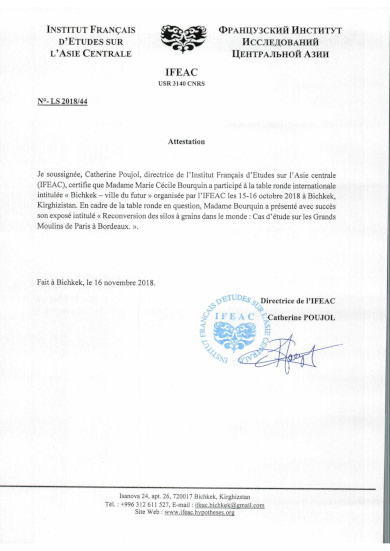 INSTITUT FRANÇAIS
D'ETUDES SUR
L'ASIE CENTRALE
ФРАНЦУЗСКИЙ ИНСТИТУТ
ИССЛЕДОВАНИЙ
ЦЕНТРАЛЬНОЙ АЗИИ
IFEAC
USR 3140 CNRS
N°- LS 2018/44
Attestation
Je soussignée, Catherine Poujol, directrice de l'Institut Français d'Etudes sur l'Asie centrale
(IFEAC), certifie que Madame Marie Cécile Bourquin a participé à la table ronde internationale
intitulée « Bichkek – ville du futur » organisée par l'IFEAC les 15-16 octobre 2018 à Bichkek,
Kirghizistan. En cadre de la table ronde en question, Madame Bourquin a présenté avec succès
son exposé intitulé « Reconversion des silos à grains dans le monde : Cas d'étude sur les Grands
Moulins de Paris à Bordeaux. ».
Fait à Bichkek, le 16 novembre 2018.
Directrice de l'IFEAC
Catherine POUJOL
INSTITUT FRANÇAIS D'ETUDES SUR L'ASIE CENTRALE
IFEAC
Isanova 24, apt. 26, 720017 Bichkek, Kirghizstan
Tél. : +996 312 611 527, E-mail : ifeac.bichkek@gmail.com
Site Web : www.ifeac.hypotheses.org